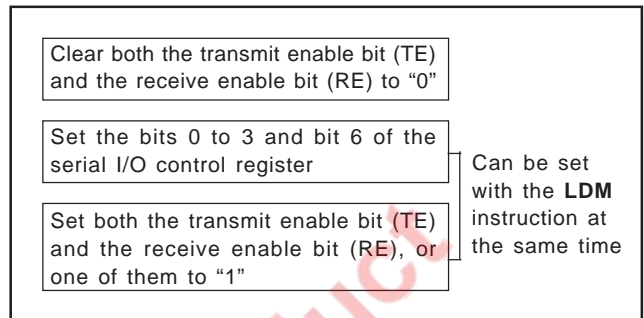 Clear both the transmit enable bit (TE)
and the receive enable bit (RE) to “0”
Set the bits 0 to 3 and bit 6 of the
serial I/O control register
Set both the transmit enable bit (TE)
and the receive enable bit (RE), or
one of them to “1”
Can be set
with the LDM
instruction at
the same time
uct